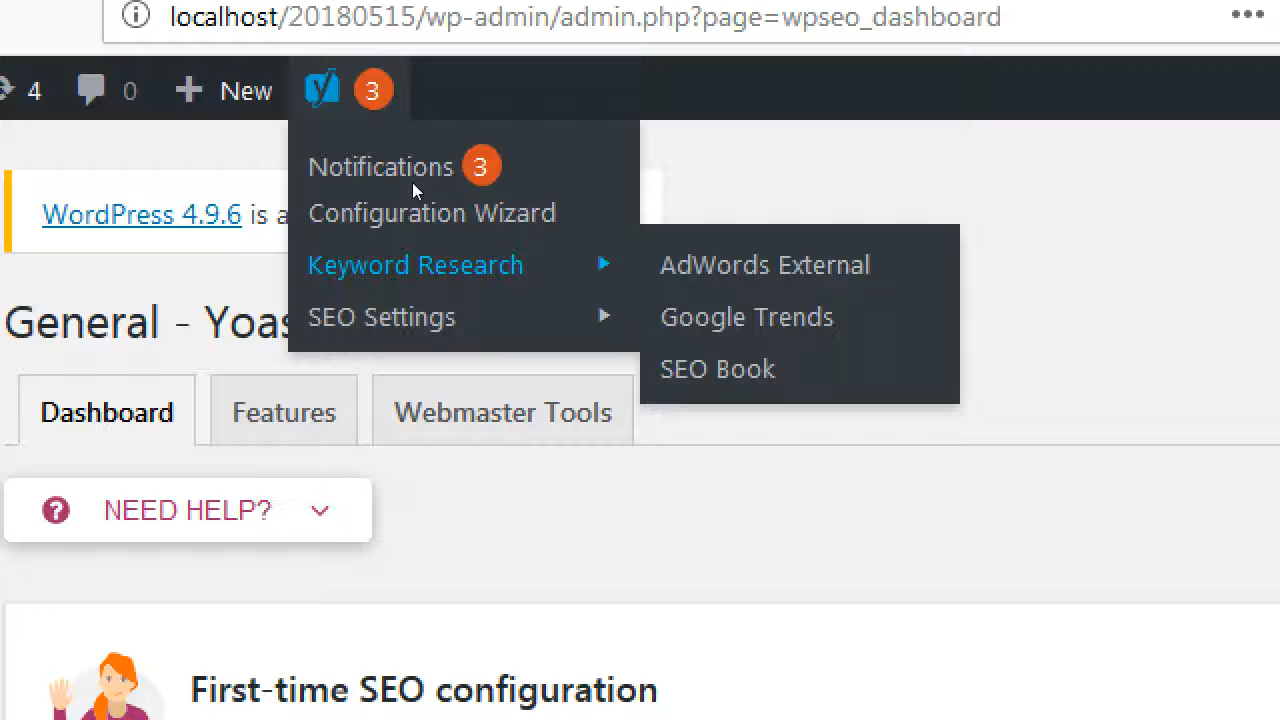 localhost/20180515/wp-admin/admin.php?page=wpseo_dashboard
4 0 New 3
Notifications 3
WordPress 4.9.6 is a
Configuration Wizard
Keyword Research
AdWords External
General - Yoas
SEO Settings
Google Trends
SEO Book
Dashboard Features Webmaster Tools
? NEED HELP?
First-time SEO configuration